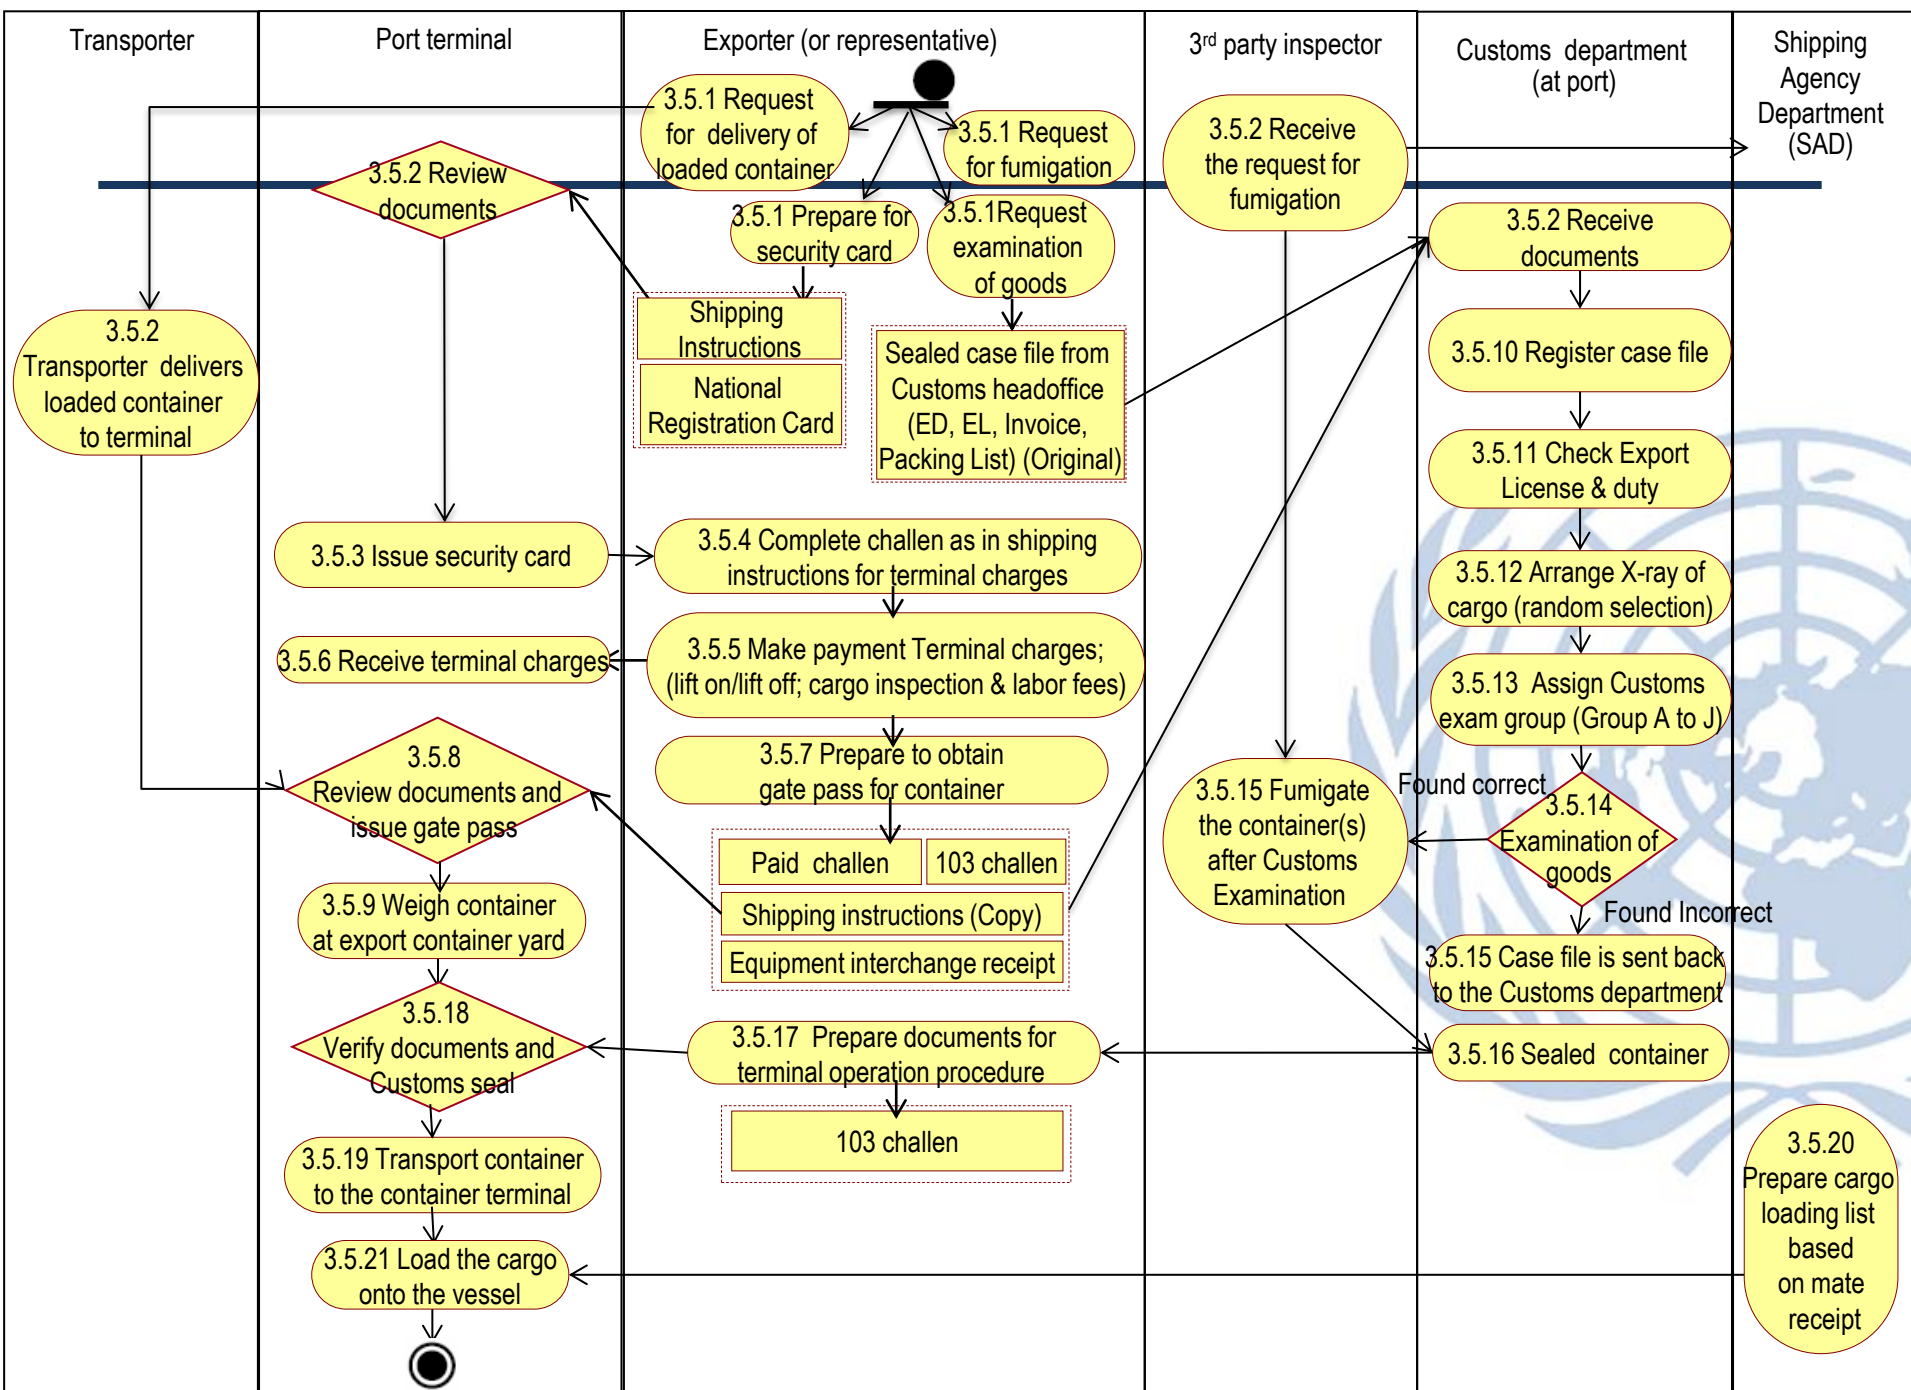 Transporter
Port terminal
Exporter (or representative)
3rd party inspector
Customs department
(at port)
Shipping
Agency
Department
(SAD)
3.5.1 Request
for delivery of
loaded container
3.5.1 Request
for fumigation
3.5.2 Receive
the request for
fumigation
3.5.2 Review
documents
3.5.1 Prepare for
security card
3.5.1Request
examination
of goods
3.5.2 Receive
documents
3.5.2
Transporter delivers
loaded container
to terminal
Shipping
Instructions
National
Registration Card
Sealed case file from
Customs headoffice
(ED, EL, Invoice,
Packing List) (Original)
3.5.10 Register case file
3.5.11 Check Export
License & duty
3.5.3 Issue security card
3.5.4 Complete challen as in shipping
instructions for terminal charges
3.5.12 Arrange X-ray of
cargo (random selection)
3.5.6 Receive terminal charges
3.5.5 Make payment Terminal charges;
(lift on/lift off; cargo inspection & labor fees)
3.5.13 Assign Customs
exam group (Group A to J)
3.5.8
Review documents and
issue gate pass
3.5.7 Prepare to obtain
gate pass for container
3.5.15 Fumigate
the container(s)
after Customs
Examination
Found correct
3.5.14
Examination of
goods
Paid challen
103 challen
Shipping instructions (Copy)
Equipment interchange receipt
3.5.9 Weigh container
at export container yard
Found Incorrect
3.5.15 Case file is sent back
to the Customs department
3.5.18
Verify documents and
Customs seal
3.5.17 Prepare documents for
terminal operation procedure
3.5.16 Sealed container
103 challen
3.5.19 Transport container
to the container terminal
3.5.20
Prepare cargo
loading list
based
on mate
receipt
3.5.21 Load the cargo
onto the vessel